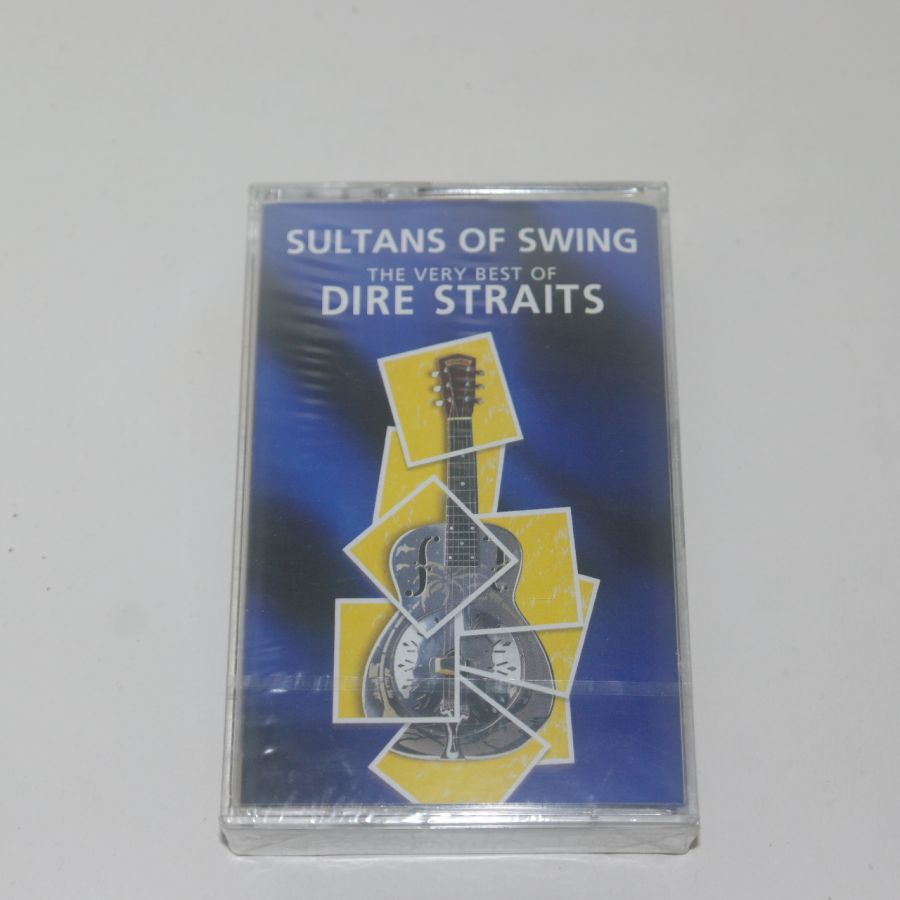 SULTANS OF SWING
THE VERY BEST OF
DIRE STRAITS